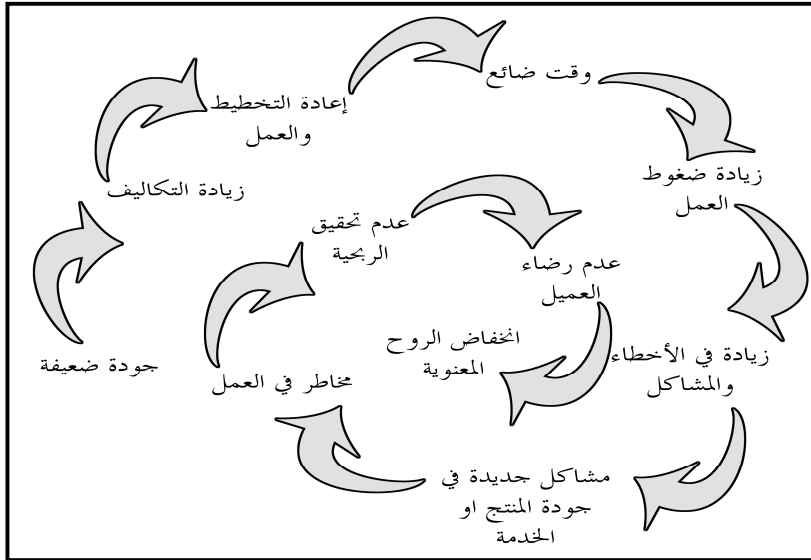 وقت ضائع
إعادة التخطيط
والعمل
زيادة ضغوط
العمل
زيادة التكاليف
عدم تحقيق
الربحية
عدم رضاء
العميل
انخفاض الروح
المعنوية
زيادة في الأخطاء
والمشاكل
جودة ضعيفة
مخاطر في العمل
مشاكل جديدة في
جودة المنتج او
الخدمة